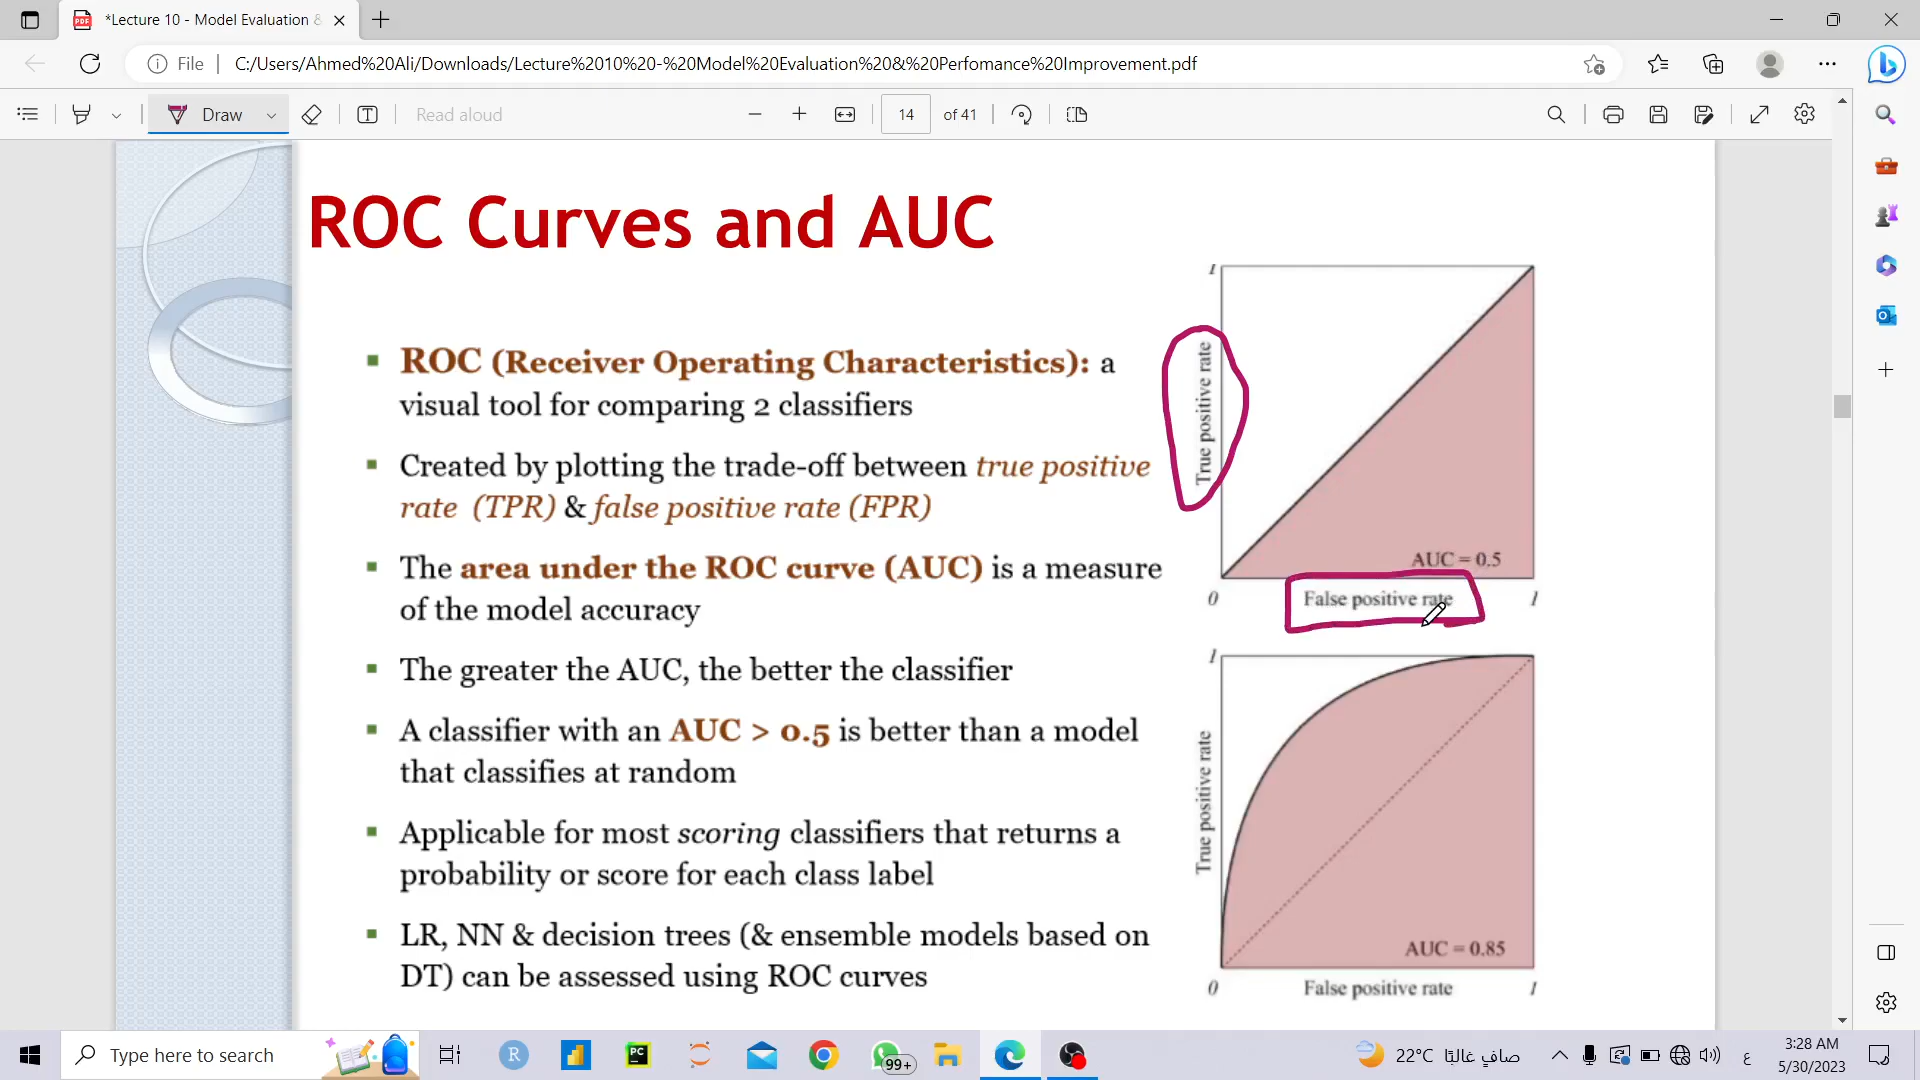 *Lecture 10 - Model Evaluation &
File
C:/Users/Ahmed%20Ali/Downloads/Lecture%2010%20-%20Model%20Evaluation%20&%20Perfomance%20Improvement.pdf
Draw
Read aloud
14 of 41
ROC Curves and AUC
ROC (Receiver Operating Characteristics): a
visual tool for comparing 2 classifiers
Created by plotting the trade-off between true positive
rate (TPR) & false positive rate (FPR)
The area under the ROC curve (AUC) is a measure
of the model accuracy
The greater the AUC, the better the classifier
A classifier with an AUC > 0.5 is better than a model
that classifies at random
Applicable for most scoring classifiers that returns a
probability or score for each class label
LR, NN & decision trees (& ensemble models based on
DT) can be assessed using ROC curves
1
True positive rate
AUC = 0.5
0 False positive rate 1
1
True positive rate
AUC = 0.85
0 False positive rate 1
Type here to search
R
PC
99+
22°C صافٍ غالبًا
ع
3:28 AM
5/30/2023